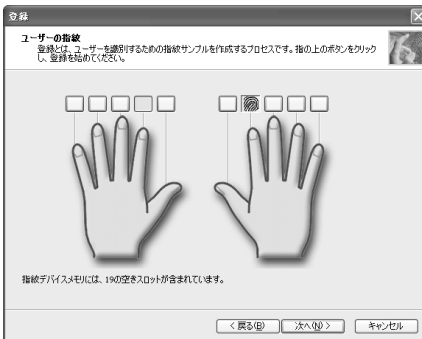 登録
ユーザーの指紋
登録とは、ユーザーを識別するための指紋サンプルを作成するプロセスです。指の上のボタンをクリック
し、登録を始めてください。
指紋デバイスメモリには、19の空きスロットが含まれています。
< 戻る(B)
次へ(N) >
キャンセル